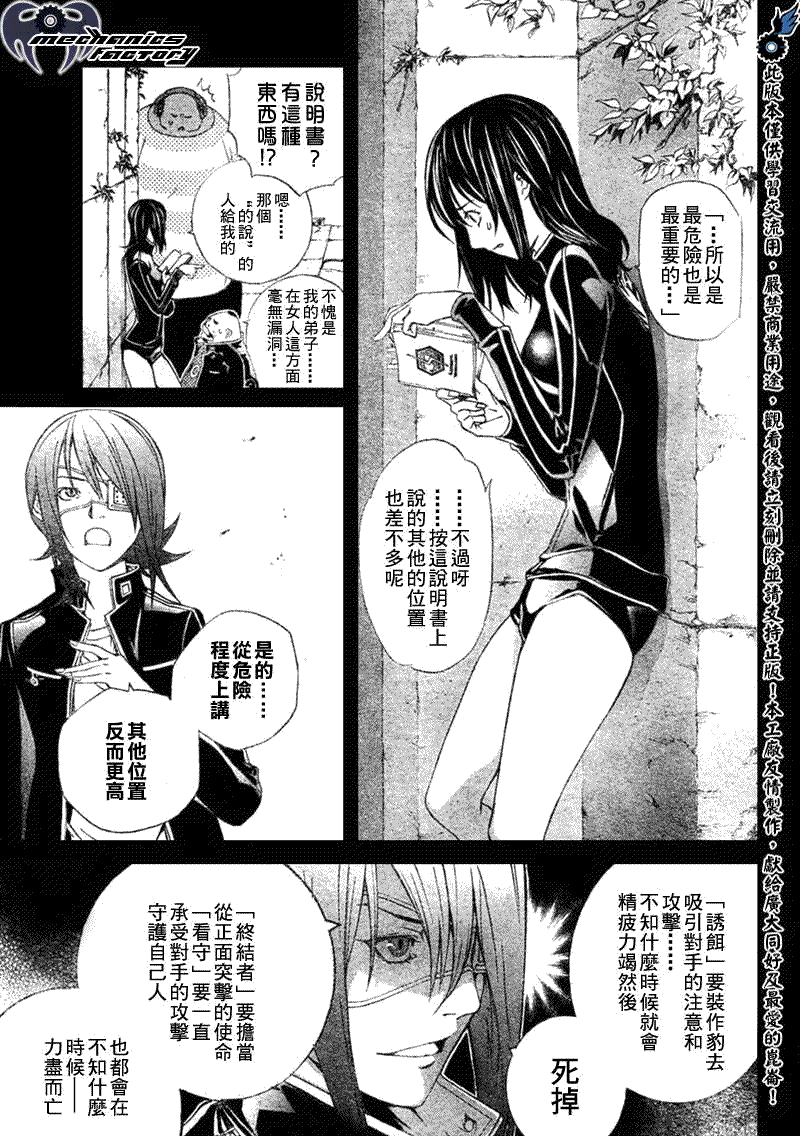 mechanics
factory
「…所以是
最危險也是
最重要的…」
說明書？
有這種
東西嗎!?
嗯……
那個
“的說”的
人給我的
不愧是
我的弟子……
在女人這方面
毫無漏洞…
……不過呀
……按這說明書上
說的其他的位置
也差不多呢
是的……
從危險
程度上講
其他位置
反而更高
「誘餌」要裝作豹去
吸引對手的注意和
攻擊……
不知什麼時候就會
精疲力竭然後
死掉
「終結者」要擔當
從正面突擊的使命
「看守」要一直
承受對手的攻擊
守護自己人
也都會在
不知什麼
時候──
力盡而亡
此版本僅供學習交流用，嚴禁商業用途，觀看後請立刻刪除並請支持正版！本工廠友情製作，獻給廣大同好及最愛的崑崙！